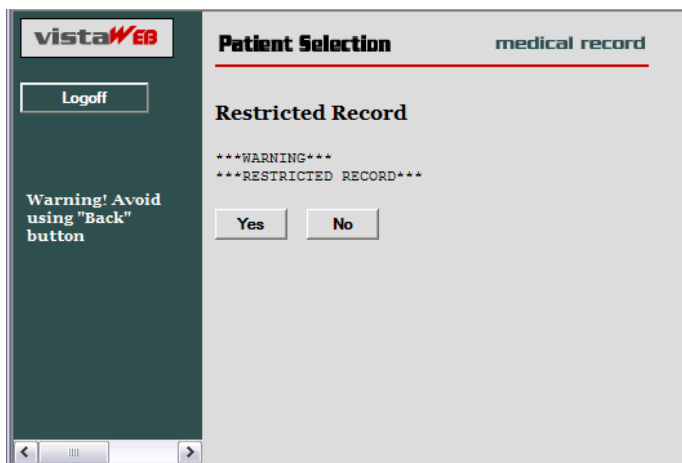 vistaWEB
Logoff
Warning! Avoid
using "Back"
button
Patient Selection
medical record
Restricted Record
***WARNING***
***RESTRICTED RECORD***
Yes
No